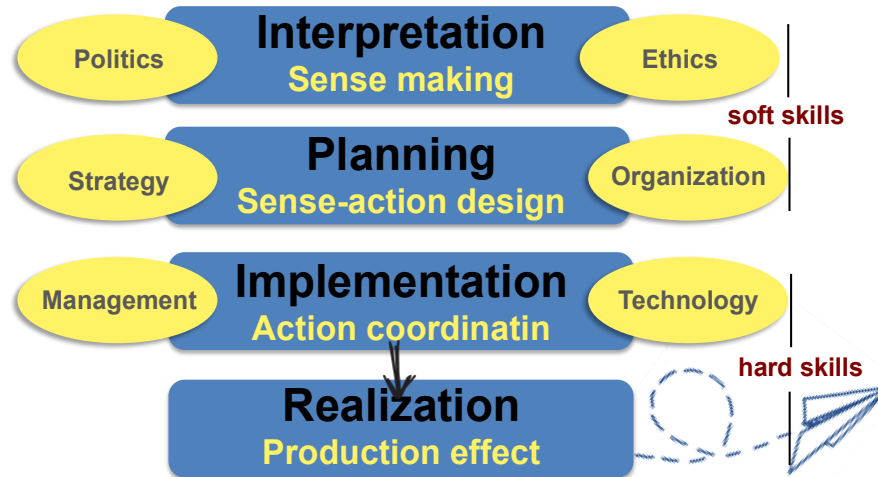 Interpretation
Politics
Ethics
Sense making
soft skills
Planning
Strategy
Organization
Sense-action design
Implementation
Management
Technology
Action coordinatin
hard skills
Realization
Production effect